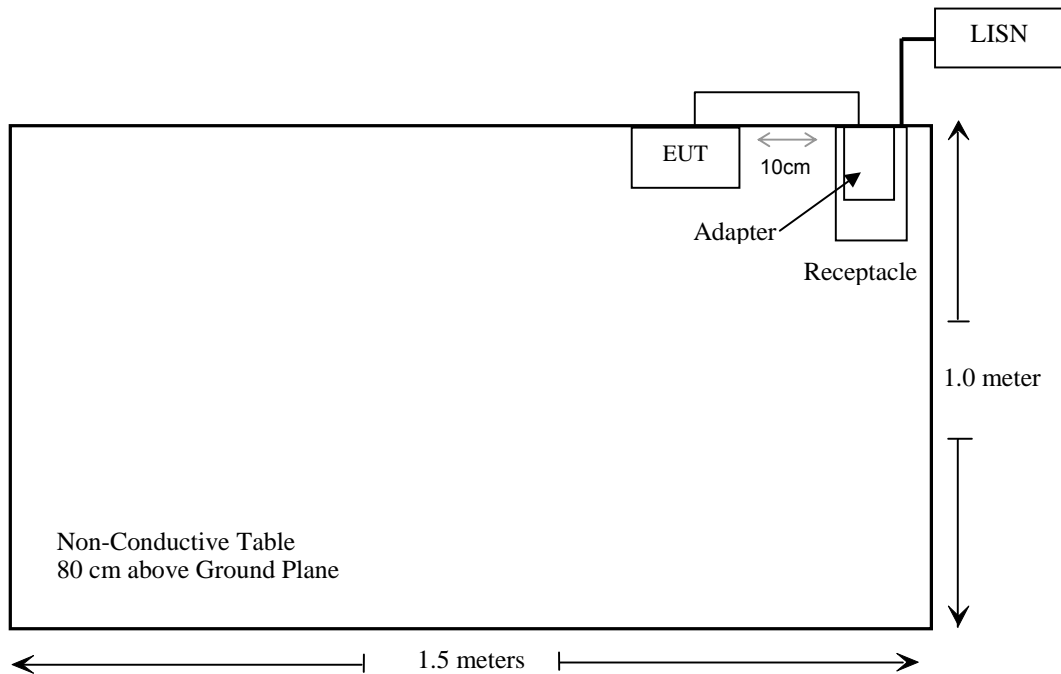 LISN
EUT
10cm
Adapter
Receptacle
1.0 meter
Non-Conductive Table
80 cm above Ground Plane
1.5 meters